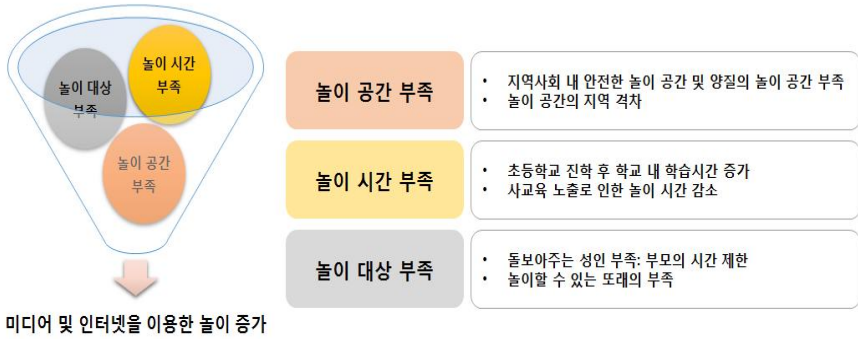 놀이 시간
부족
놀이 대상
부족
놀이 공간
부족
미디어 및 인터넷을 이용한 놀이 증가
놀이 공간 부족
• 지역사회 내 안전한 놀이 공간 및 양질의 놀이 공간 부족
• 놀이 공간의 지역 격차
놀이 시간 부족
• 초등학교 진학 후 학교 내 학습시간 증가
• 사교육 노출로 인한 놀이 시간 감소
놀이 대상 부족
• 돌보아주는 성인 부족: 부모의 시간 제한
• 놀이할 수 있는 또래의 부족